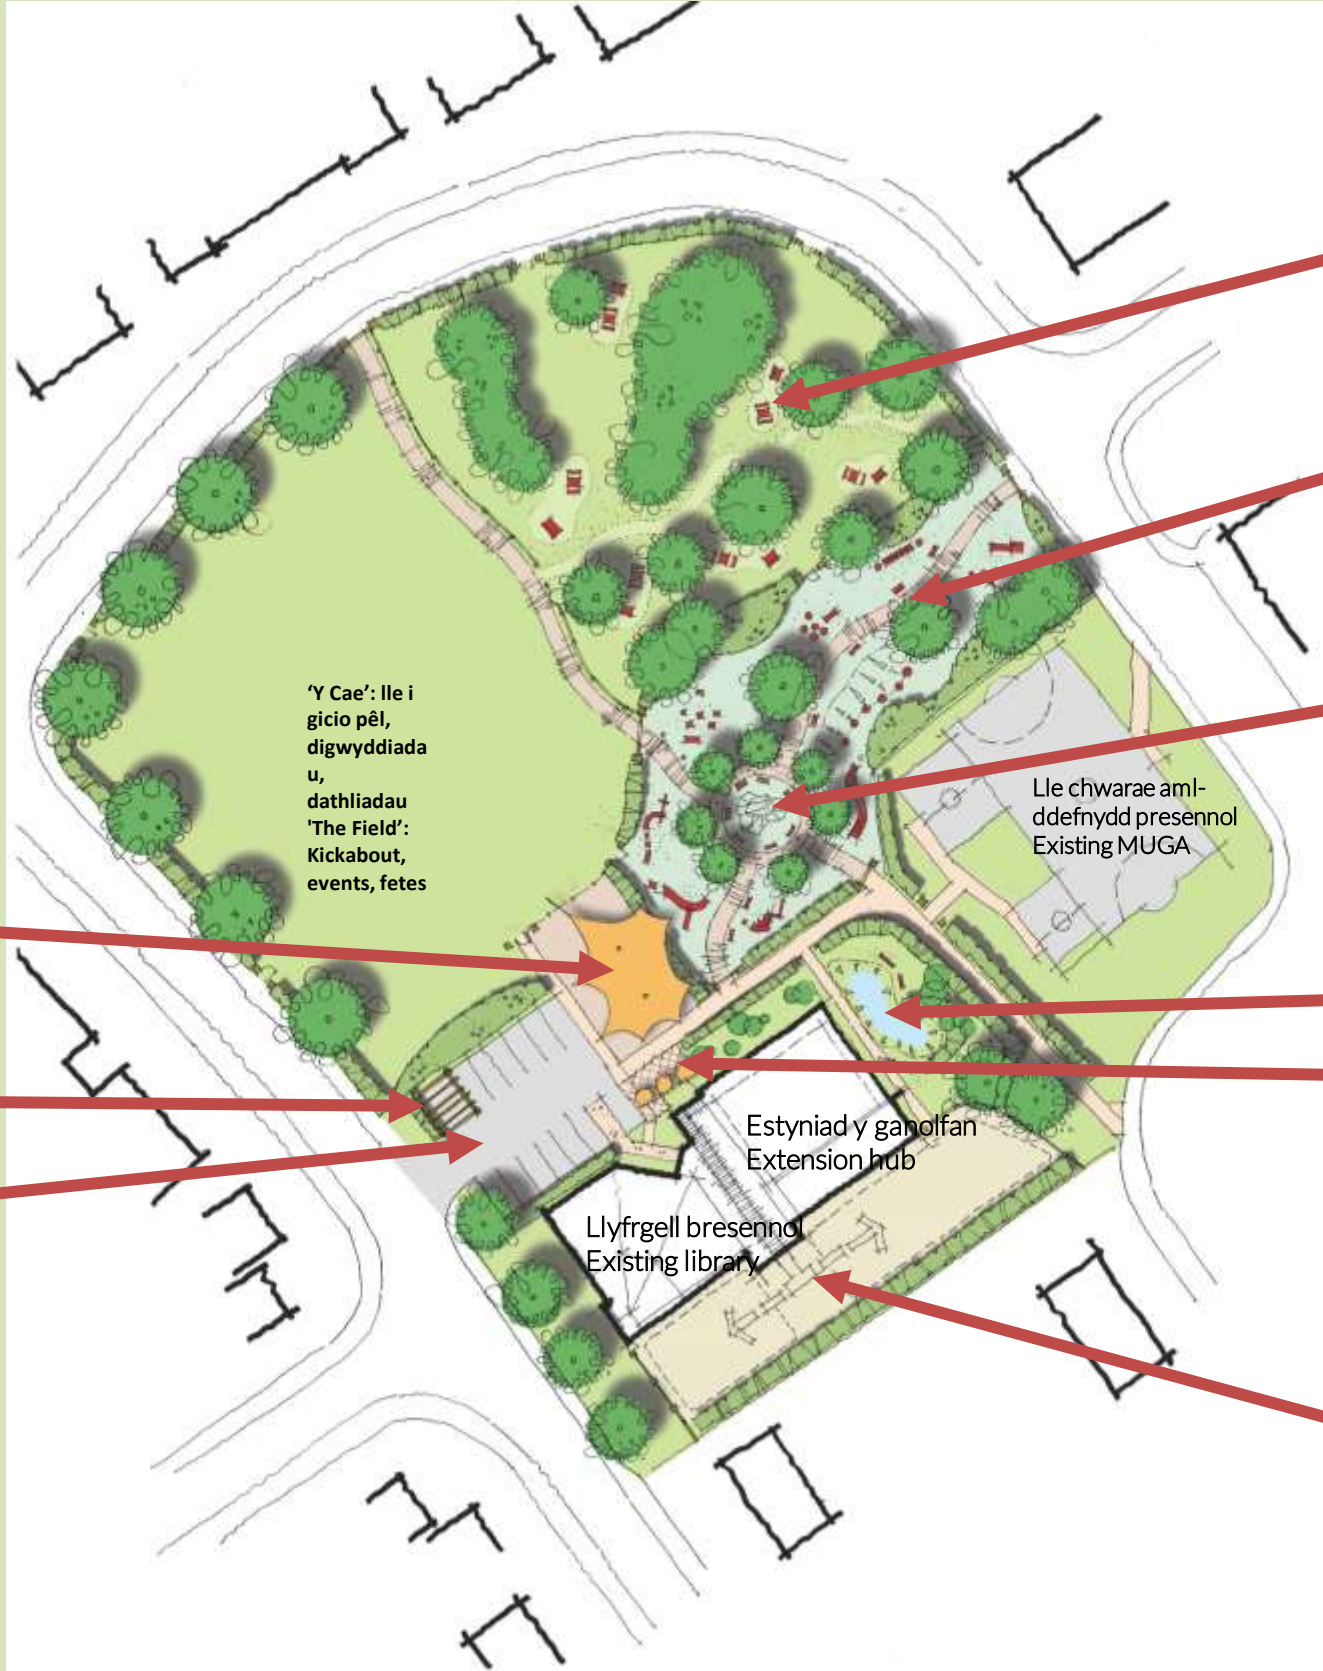 ‘Y Cae’: lle i
gicio pêl,
digwyddiada
u,
dathliadau
'The Field’:
Kickabout,
events, fetes
Lle chwarae aml-
ddefnydd presennol
Existing MUGA
Estyniad y ganolfan
Extension hub
Llyfrgell bresennol
Existing library